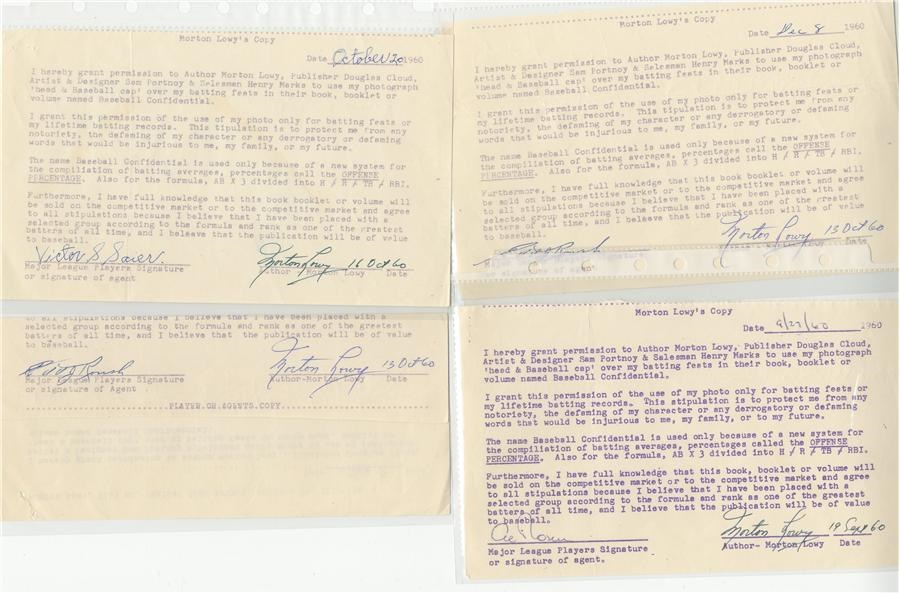 Morton Lowy's Copy
Date October 20 1960
I hereby grant permission to Author Morton Lowy, Publisher Douglas Cloud,
Artist & Designer Sam Portnoy & Selesman Henry Marks to use my photograph
'head & Baseball cap' over my batting fests in their book, booklet or
volume named Baseball Confidential.
I grant this permission of the use of my photo only for batting feats or
my lifetime batting records. This tipulation is to protect me from any
notoriety, the defaming of my character or any derrogatory or defaming
words that would be injurious to me, my family, or my future.
The name Baseball Confidential is used only because of a new system for
the compilation of batting averages, percentages call the OFFENSE
PERCENTAGE. Also for the formula, AB X 3 divided into H ≠ R ≠ TB ≠ RBI.
Furthermore, I have full knowledge that this book booklet or volume will
be sold on the competitive market or to the competitive market and agree
to all stipulations because I believe that I have been placed with a
selected group according to the formula and rank as one of the greatest
batters of all time, and I believe that the publication will be of value
to baseball.
Victor S. Saier. Morton Lowy 16 Oct 60
Major League Players Signature Author Morton Lowy Date
or signature of agent
Morton Lowy's Copy
Date Dec 8 1960
I hereby grant permission to Author Morton Lowy, Publisher Douglas Cloud,
Artist & Designer Sam Portnoy & Selesman Henry Marks to use my photograph
'head & Baseball cap' over my batting fests in their book, booklet or
volume named Baseball Confidential.
I grant this permission of the use of my photo only for batting feats or
my lifetime batting records. This tipulation is to protect me from any
notoriety, the defaming of my character or any derrogatory or defaming
words that would be injurious to me, my family, or my future.
The name Baseball Confidential is used only because of a new system for
the compiliation of batting averages, percentages call the OFFENSE
PERCENTAGE. Also for the formula, AB X 3 divided into H ≠ R ≠ TB ≠ RBI.
Furthermore, I have full knowledge that this book booklet or volume will
be sold on the competitive market or to the competitive market and agree
to all stipulations because I believe that I have been placed with a
selected group according to the formula and rank as one of the greatest
batters of all time, and I believe that the publication will be of value
to baseball.
Roush Morton Lowy 13 Oct 60
Signature Lowy Date
or signature of agent
to all stipulations because I believe that I have been placed with a
selected group according to the formula and rank as one of the greatest
batters of all time, and I believe that the publication will be of value
to baseball.
Edd J Roush Morton Lowy 13 Oct 60
Major League Players Signature Author-Morton Lowy Date
or signature of Agent
PLAYER OR AGENTS COPY
Morton Lowy's Copy
Date 9/27/60 1960
I hereby grant permission to Author Morton Lowy, Publisher Douglas Cloud,
Artist & Designer Sam Portnoy & Salesman Henry Marks to use my photograph
'head & Baseball cap' over my batting fests in their book, booklet or
volume named Baseball Confidential.
I grant this permission of the use of my photo only for batting feats or
my lifetime batting records. This stipulation is to protect me from any
notoriety, the defaming of my character or any derrogatory or defaming
words that would be injurious to me, my family, or to my future.
The name Baseball Confidential is used only because of a new system for
the compiliation of batting averages, percentages called the OFFENSE
PERCENTAGE. Also for the formula, AB X 3 divided into H ≠ R ≠ TB ≠ RBI.
Furthermore, I have full knowledge that this book, booklet or volume will
be sold on the competitive market or to the competitive market and agree
to all stipulations because I believe that I have been placed with a
selected group according to the formula and rank as one of the greatest
batters of all time, and I believe that the publication will be of value
to baseball.
Morton Lowy 19 Sept 60
Major League Players Signature Author- Morton Lowy Date
or signature of agent.